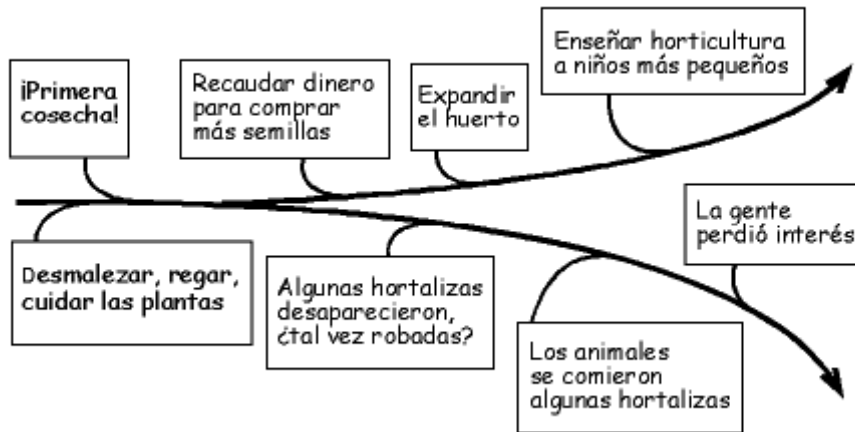 ¡Primera
cosecha!
Recaudar dinero
para comprar
más semillas
Expandir
el huerto
Enseñar horticultura
a niños más pequeños
Desmalezar, regar,
cuidar las plantas
Algunas hortalizas
desaparecieron,
¿tal vez robadas?
Los animales
se comieron
algunas hortalizas
La gente
perdió interés